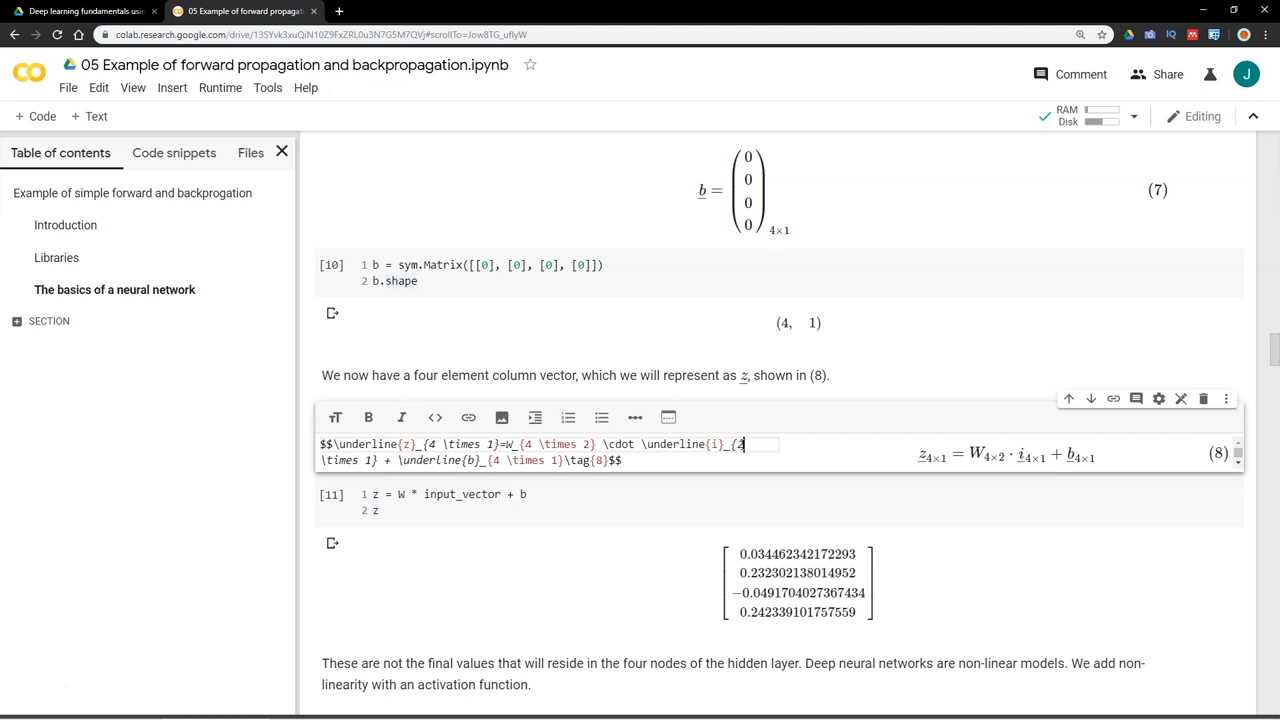 Deep learning fundamentals usin
05 Example of forward propagati
colab.research.google.com/drive/13SYvk3xuQiN10Z9FxZRL0u3N7G5M7QVj#scrollTo=Jow8TG_uflyW
05 Example of forward propagation and backpropagation.ipynb
Comment
Share
J
File Edit View Insert Runtime Tools Help
+ Code + Text
RAM
Disk
Editing
Table of contents Code snippets Files
Example of simple forward and backprogation
Introduction
Libraries
The basics of a neural network
SECTION
b = ( 0
0
0
0 ) 4×1
(7)
[10] 1 b = sym.Matrix([[0], [0], [0], [0]])
2 b.shape
(4, 1)
We now have a four element column vector, which we will represent as z, shown in (8).
$$\underline{z}_{4 \times 1}=W_{4 \times 2} \cdot \underline{i}_{2
\times 1} + \underline{b}_{4 \times 1}\tag{8}$$
z4×1 = W4×2 · i4×1 + b4×1 (8)
[11] 1 z = W * input_vector + b
2 z
0.034462342172293
0.232302138014952
−0.0491704027367434
0.242339101757559
These are not the final values that will reside in the four nodes of the hidden layer. Deep neural networks are non-linear models. We add non-
linearity with an activation function.